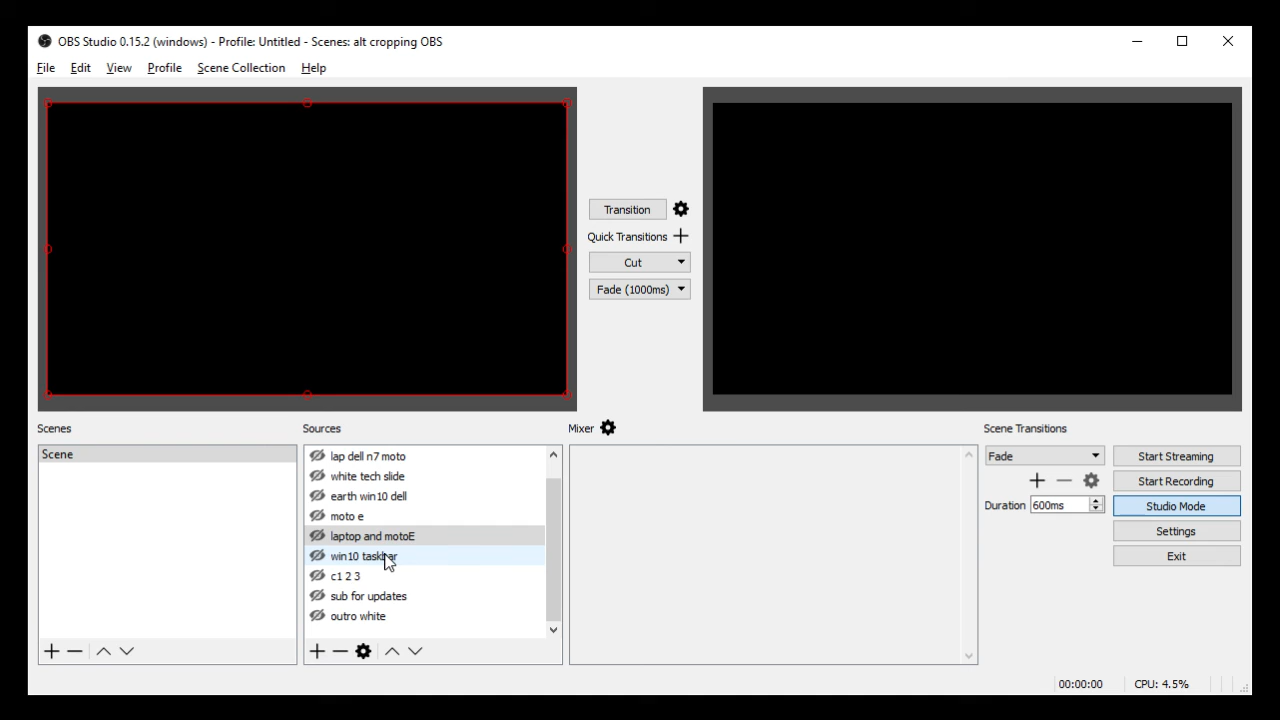 OBS Studio 0.15.2 (windows) - Profile: Untitled - Scenes: alt cropping OBS
File Edit View Profile Scene Collection Help
Transition
Quick Transitions
Cut
Fade (1000ms)
Scenes
Scene
Sources
lap dell n7 moto
white tech slide
earth win10 dell
moto e
laptop and motoE
win10 taskbar
c1 2 3
sub for updates
outro white
Mixer
Scene Transitions
Fade
Duration 600ms
Start Streaming
Start Recording
Studio Mode
Settings
Exit
00:00:00 CPU: 4.5%